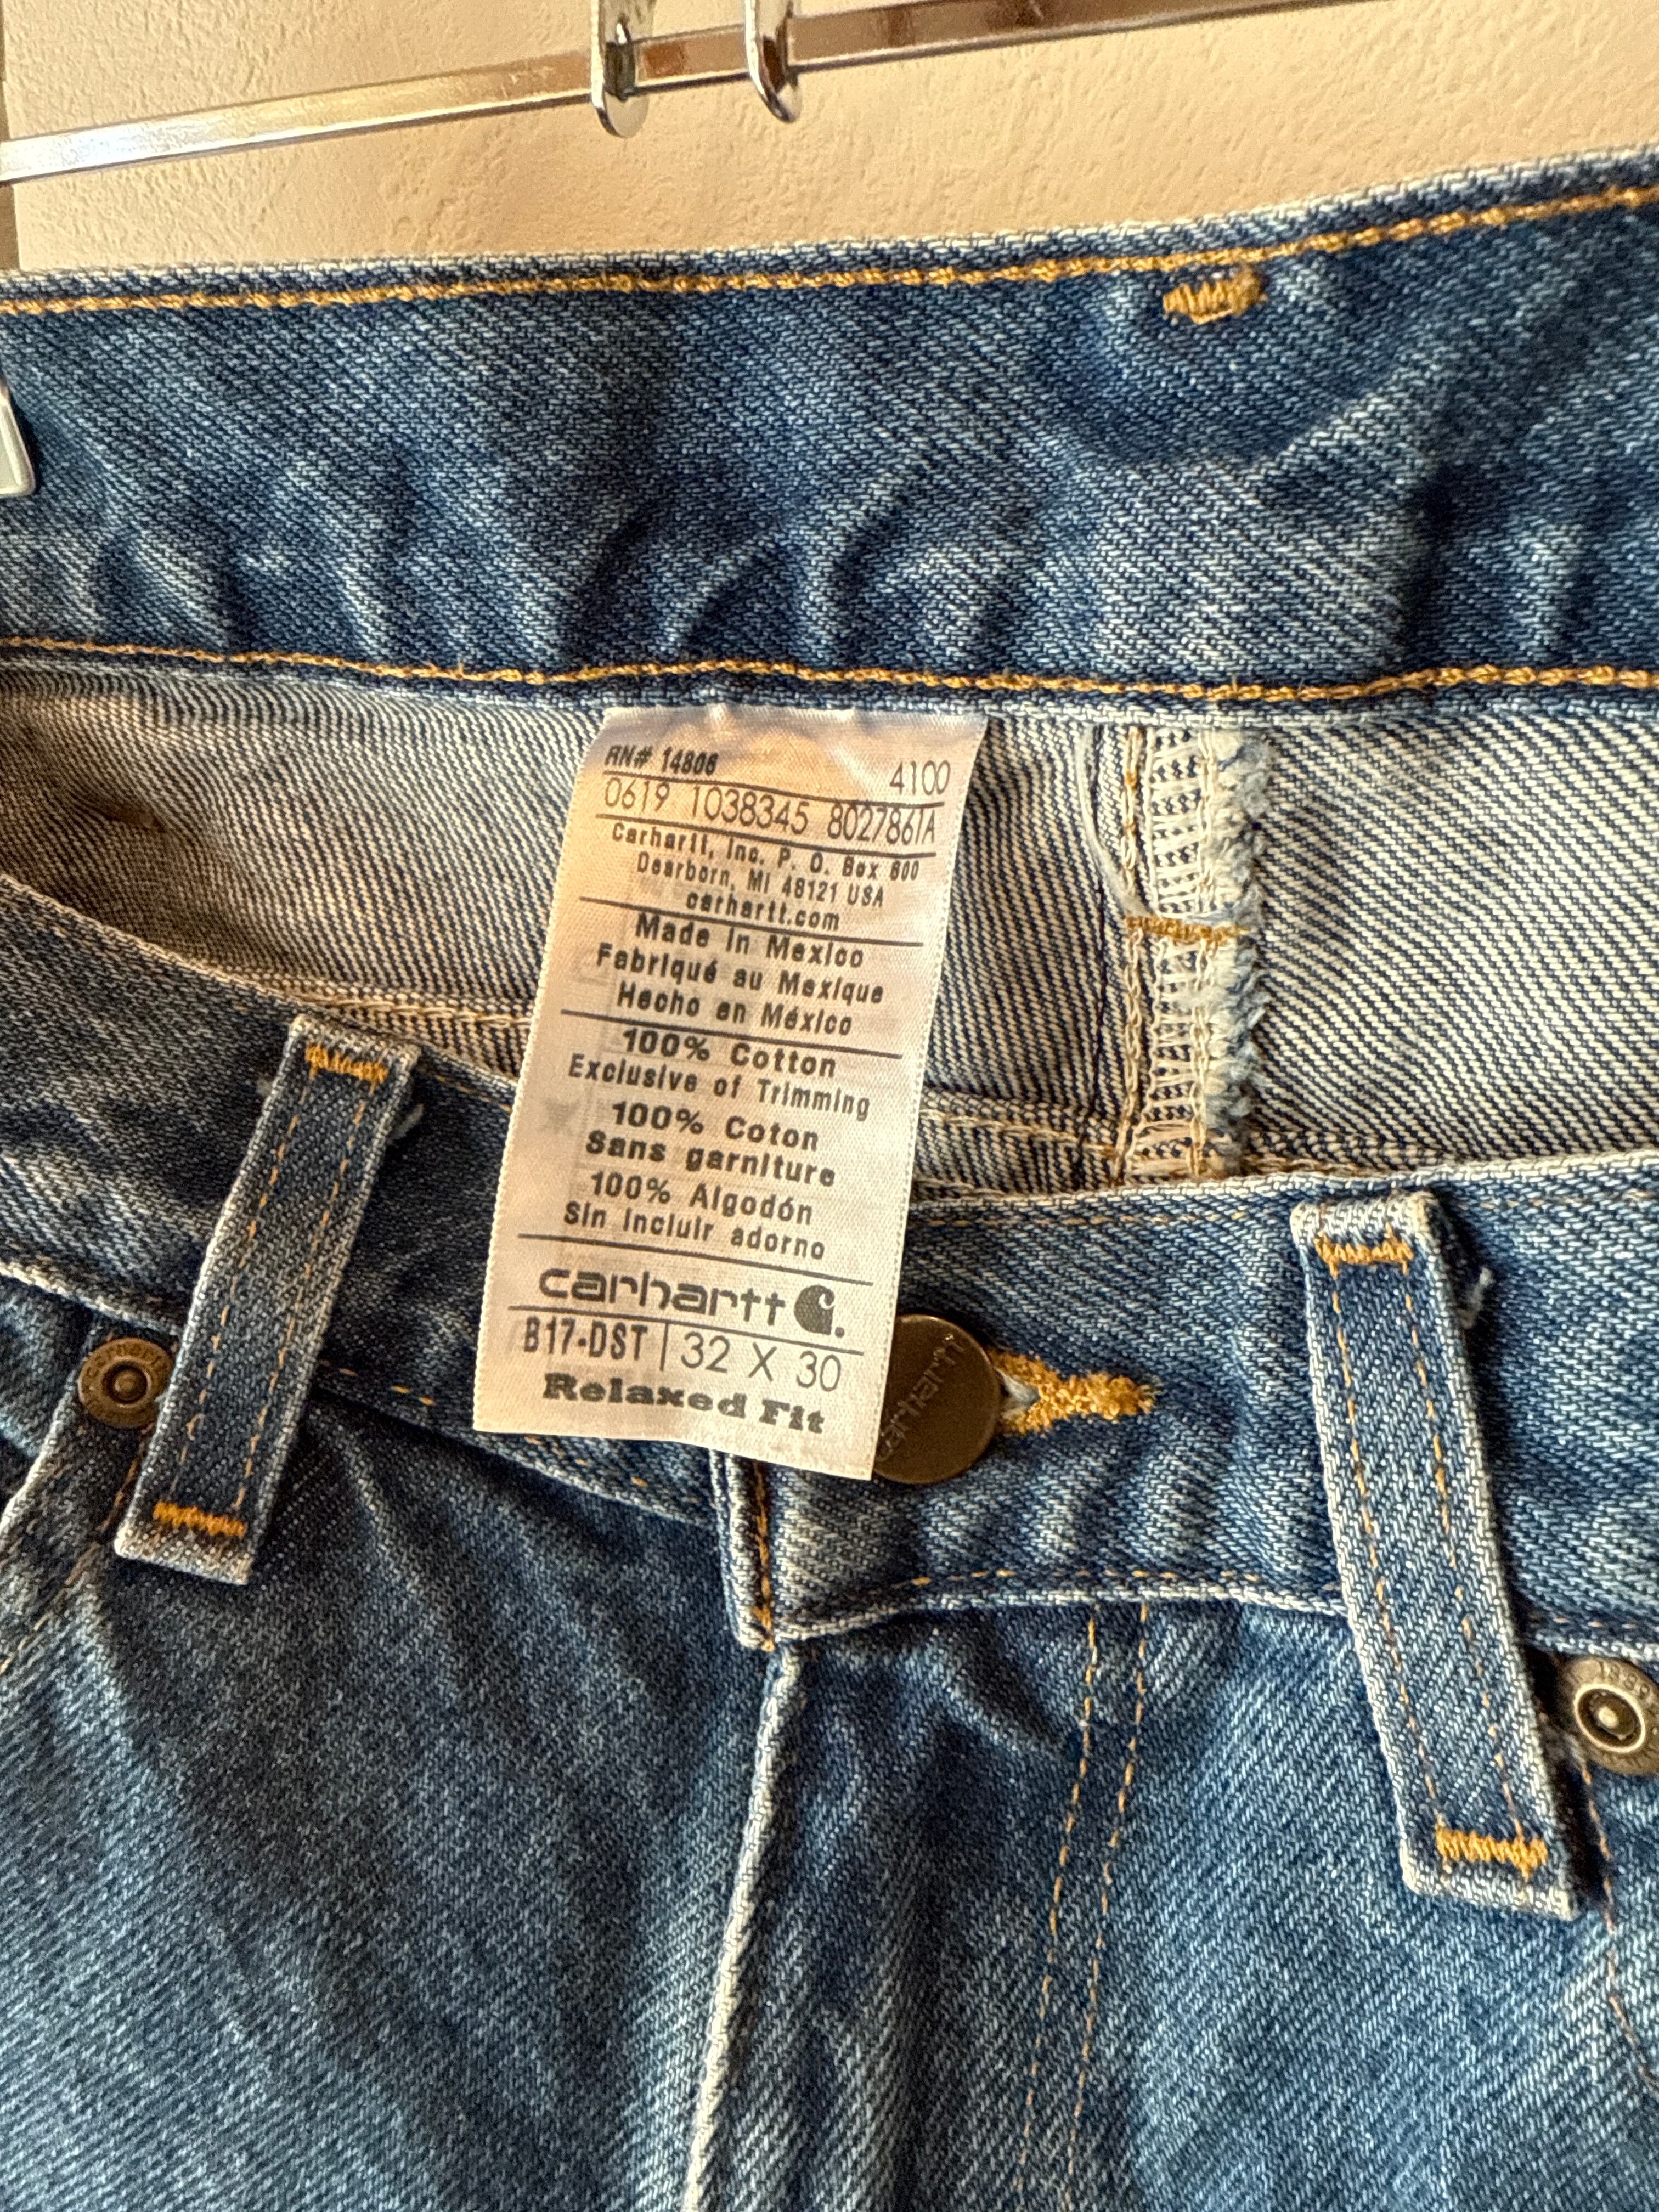 RN# 14806 4100
0619 1038345 8027861A
Carhartt, Inc. P. O. Box 600
Dearborn, MI 48121 USA
carhartt.com
Made in Mexico
Fabriqué au Mexique
Hecho en México
100% Cotton
Exclusive of Trimming
100% Coton
Sans garniture
100% Algodón
Sin incluir adorno
carhartt
B17-DST 32 X 30
Relaxed Fit
carhartt
carhartt